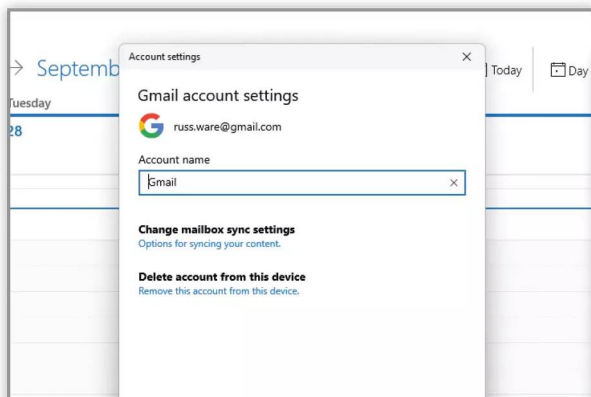 Account settings
Septemb
Today
Day
Tuesday
28
Gmail account settings
russ.ware@gmail.com
Account name
Gmail
Change mailbox sync settings
Options for syncing your content.
Delete account from this device
Remove this account from this device.